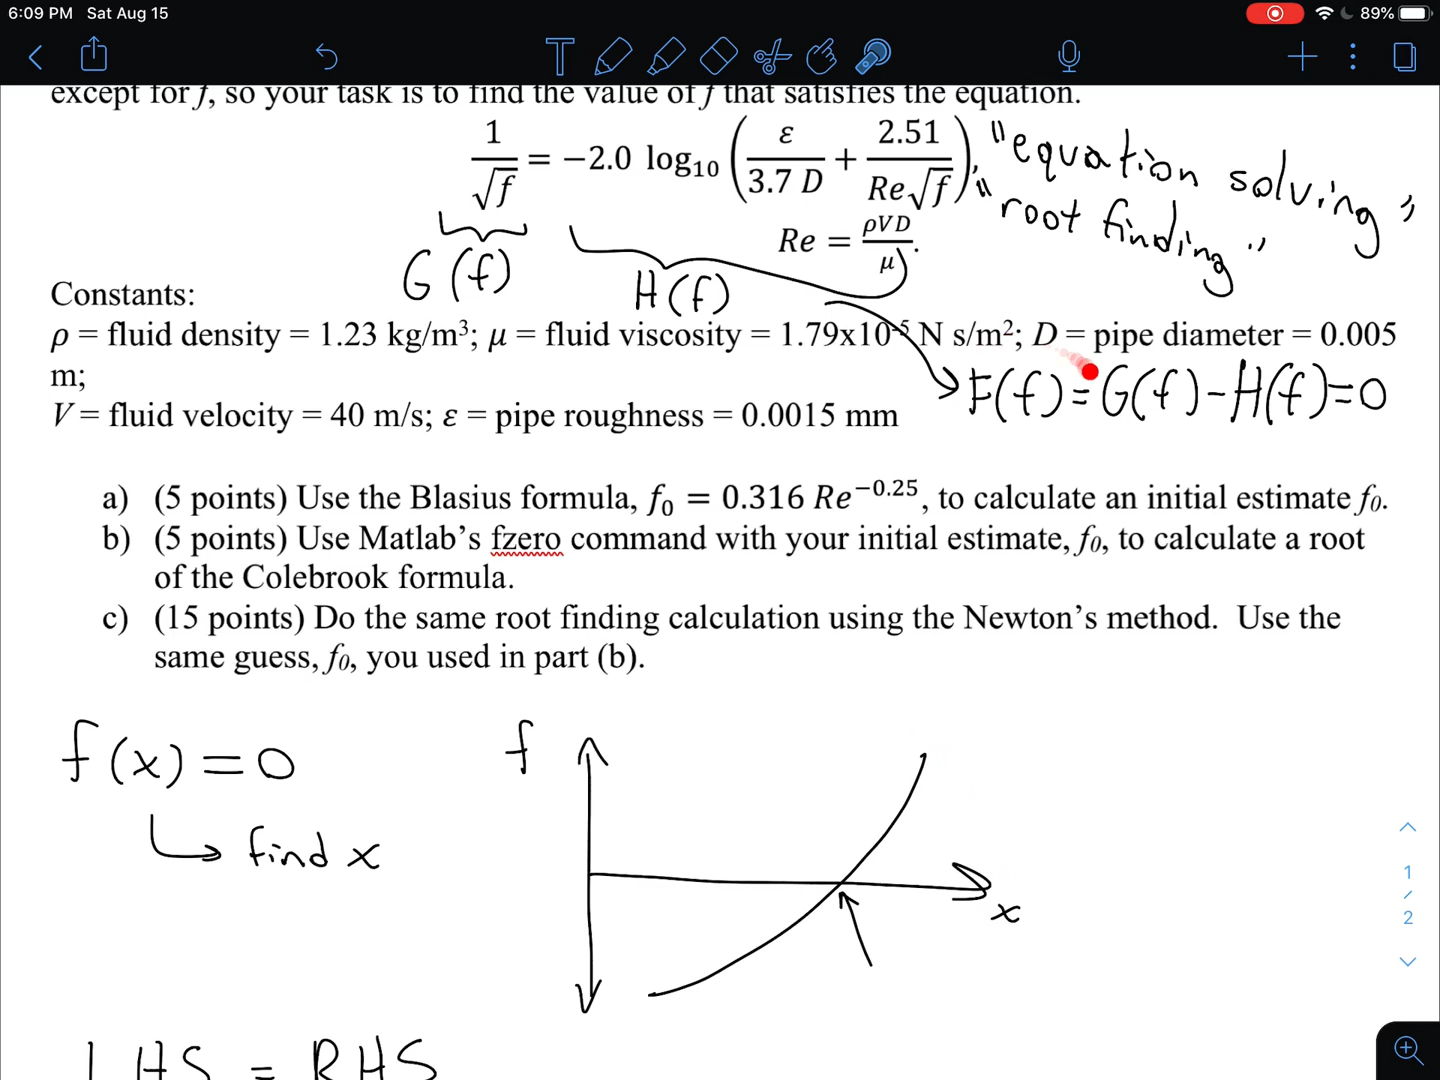 6:09 PM Sat Aug 15
89%
except for f, so your task is to find the value of f that satisfies the equation.
1/√f = −2.0 log₁₀ (ε/3.7 D + 2.51/Re√f),
"equation solving"
"root finding"
Re = ρVD/μ.
G(f)
H(f)
Constants:
ρ = fluid density = 1.23 kg/m³; μ = fluid viscosity = 1.79x10⁻⁵ N s/m²; D = pipe diameter = 0.005
m;
F(f) = G(f) − H(f) = 0
V = fluid velocity = 40 m/s; ε = pipe roughness = 0.0015 mm
a) (5 points) Use the Blasius formula, f₀ = 0.316 Re⁻⁰·²⁵, to calculate an initial estimate f₀.
b) (5 points) Use Matlab's fzero command with your initial estimate, f₀, to calculate a root
of the Colebrook formula.
c) (15 points) Do the same root finding calculation using the Newton's method. Use the
same guess, f₀, you used in part (b).
f(x) = 0
f
find x
x
1
/
2
LHS = RHS